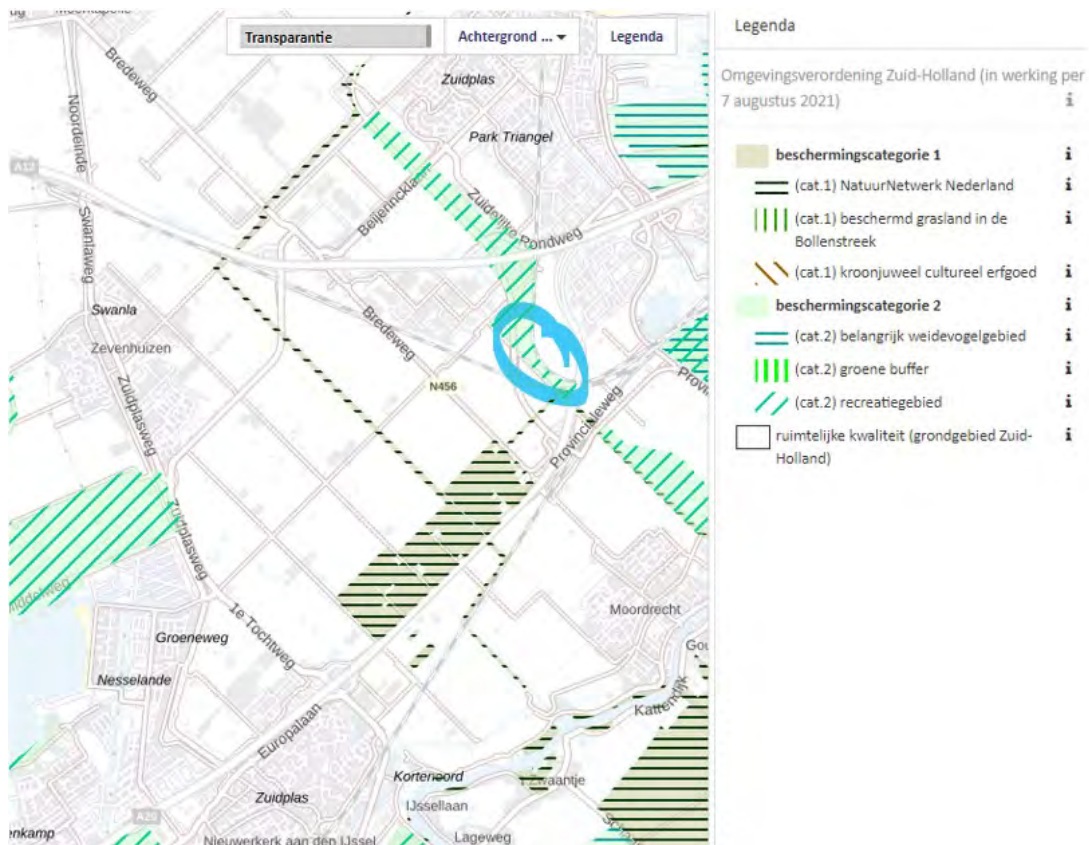 Transparantie
Achtergrond ...
Legenda
Bredeweg
Zuidplas
Noordeinde
Park Triangel
A12
Beijerincklaan
Zuidelijke Rondweg
Swanlaweg
Swanla
Bredeweg
Zevenhuizen
N456
Zuidplasweg
Provincialeweg
Zuidplasweg
1e Tochtweg
Moordrecht
Groeneweg
Nesselande
Kattendijk
Europalaan
Kortenoord
't Zwaantje
Zuidplas
IJssellaan
A20
enkamp
Nieuwerkerk aan den IJssel
Lageweg
Legenda
Omgevingsverordening Zuid-Holland (in werking per
7 augustus 2021)
beschermingscategorie 1
(cat.1) NatuurNetwerk Nederland
(cat.1) beschermd grasland in de
Bollenstreek
(cat.1) kroonjuweel cultureel erfgoed
beschermingscategorie 2
(cat.2) belangrijk weidevogelgebied
(cat.2) groene buffer
(cat.2) recreatiegebied
ruimtelijke kwaliteit (grondgebied Zuid-
Holland)